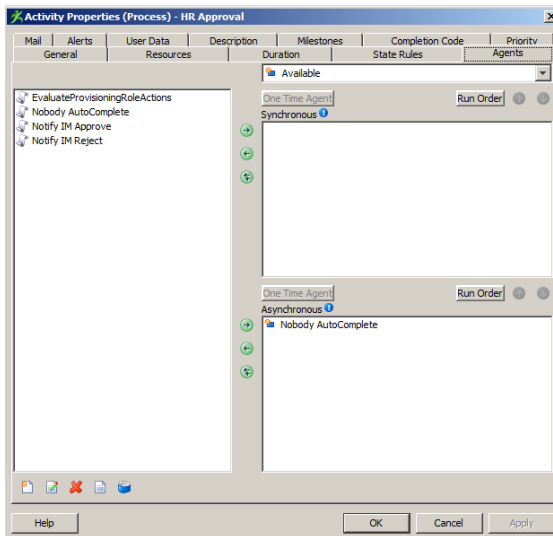 Activity Properties (Process) - HR Approval
Mail Alerts User Data Description Milestones Completion Code Priority
General Resources Duration State Rules Agents
Available
EvaluateProvisioningRoleActions
Nobody AutoComplete
Notify IM Approve
Notify IM Reject
One Time Agent Run Order
Synchronous
One Time Agent Run Order
Asynchronous
Nobody AutoComplete
Help OK Cancel Apply